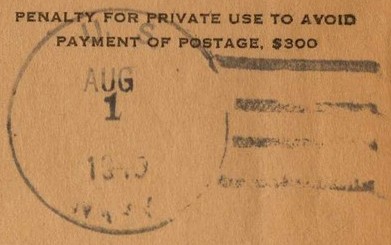 PENALTY FOR PRIVATE USE TO AVOID
PAYMENT OF POSTAGE, $300
U.S.
AUG
1